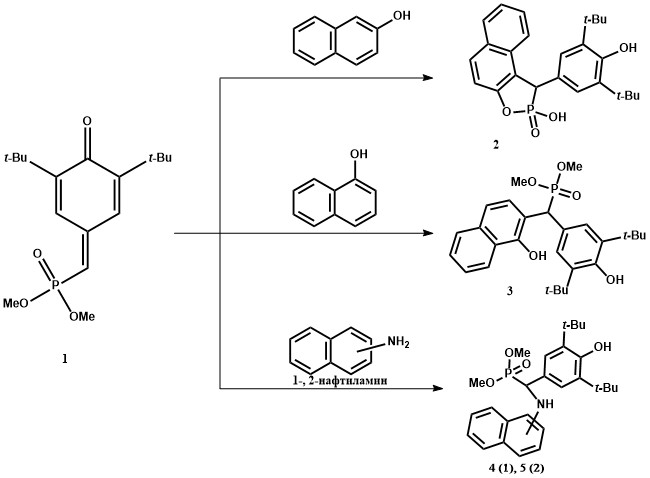 OH
t-Bu
OH
t-Bu
O
P
OH
O
2
O
t-Bu
t-Bu
O
P
MeO
OMe
1
OH
OMe
MeO
P
O
t-Bu
OH
OH
t-Bu
3
NH₂
1-, 2-нафтиламин
t-Bu
OH
OMe
P
O
MeO
t-Bu
NH
4 (1), 5 (2)